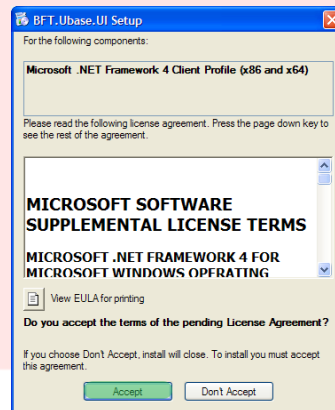 BFT.Ubase.UI Setup
For the following components:
Microsoft .NET Framework 4 Client Profile (x86 and x64)
Please read the following license agreement. Press the page down key to
see the rest of the agreement.
MICROSOFT SOFTWARE
SUPPLEMENTAL LICENSE TERMS
MICROSOFT .NET FRAMEWORK 4 FOR
MICROSOFT WINDOWS OPERATING
View EULA for printing
Do you accept the terms of the pending License Agreement?
If you choose Don't Accept, install will close. To install you must accept
this agreement.
Accept
Don't Accept